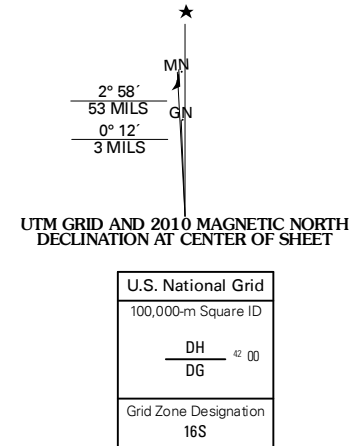 MN
2° 58´
53 MILS
GN
0° 12´
3 MILS
UTM GRID AND 2010 MAGNETIC NORTH
DECLINATION AT CENTER OF SHEET
U.S. National Grid
100,000-m Square ID
DH
42 00
DG
Grid Zone Designation
16S